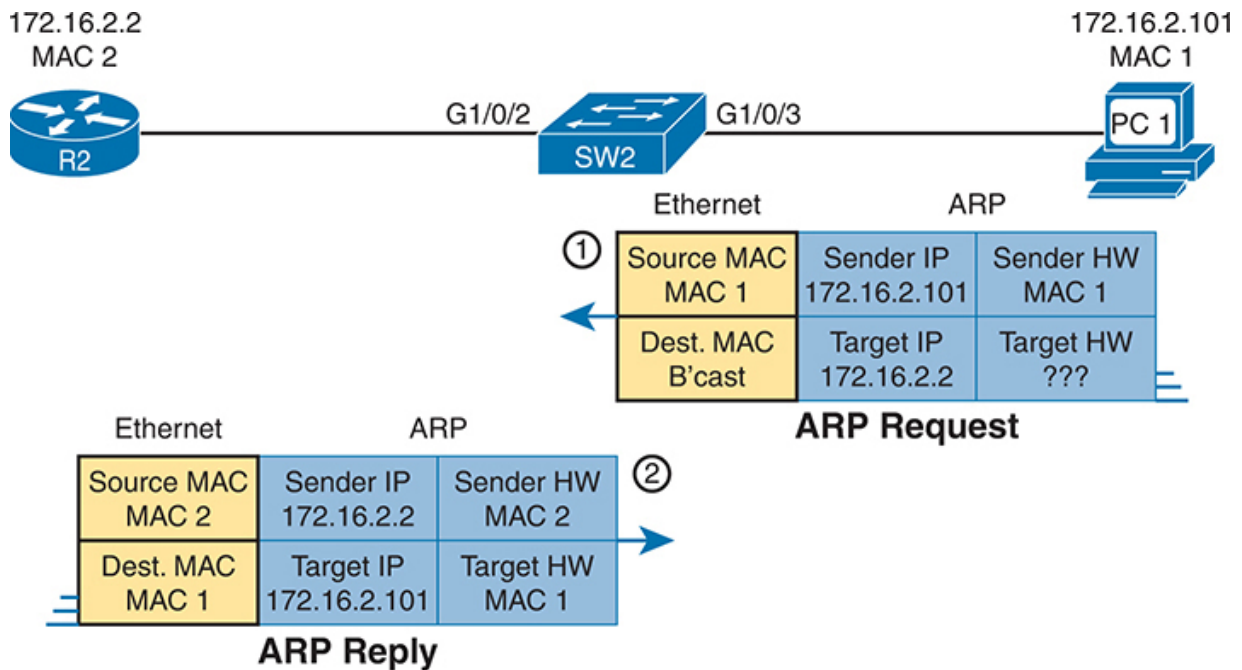 172.16.2.2
MAC 2
172.16.2.101
MAC 1
G1/0/2
G1/0/3
R2
SW2
PC 1
Ethernet
ARP
1
Source MAC
MAC 1
Sender IP
172.16.2.101
Sender HW
MAC 1
Dest. MAC
B’cast
Target IP
172.16.2.2
Target HW
???
ARP Request
Ethernet
ARP
2
Source MAC
MAC 2
Sender IP
172.16.2.2
Sender HW
MAC 2
Dest. MAC
MAC 1
Target IP
172.16.2.101
Target HW
MAC 1
ARP Reply